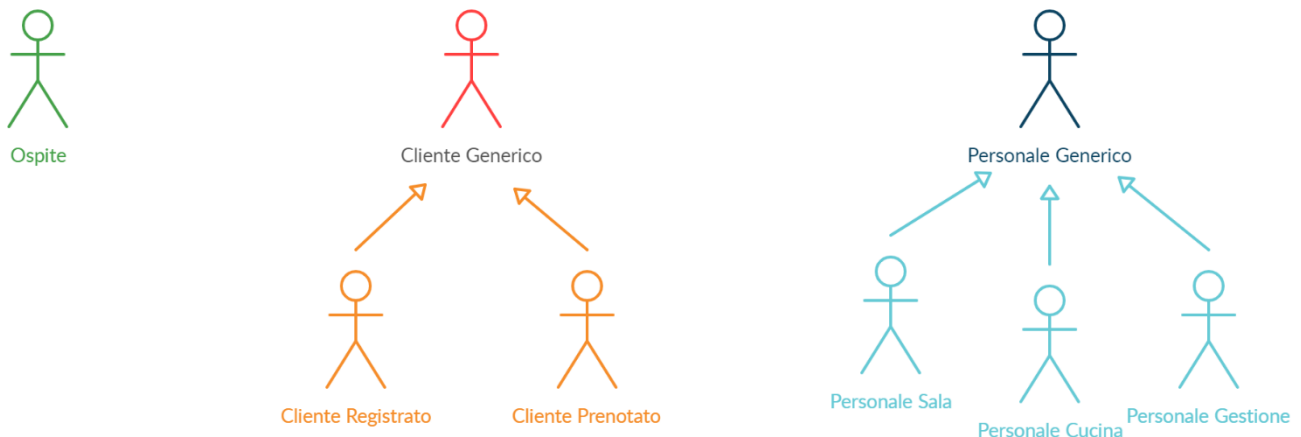 Ospite
Cliente Generico
Personale Generico
Cliente Registrato
Cliente Prenotato
Personale Sala
Personale Cucina
Personale Gestione